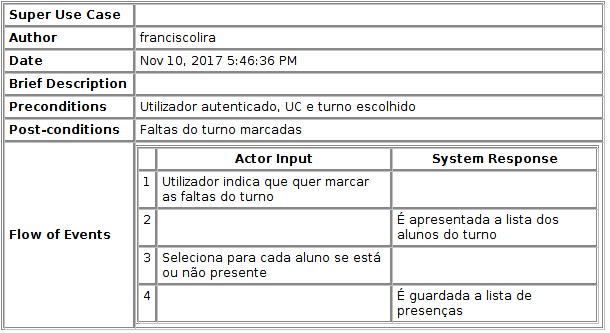 Super Use Case
Author franciscolira
Date Nov 10, 2017 5:46:36 PM
Brief Description
Preconditions Utilizador autenticado, UC e turno escolhido
Post-conditions Faltas do turno marcadas
Flow of Events
Actor Input System Response
1 Utilizador indica que quer marcar
as faltas do turno
2 É apresentada a lista dos
alunos do turno
3 Seleciona para cada aluno se está
ou não presente
4 É guardada a lista de
presenças